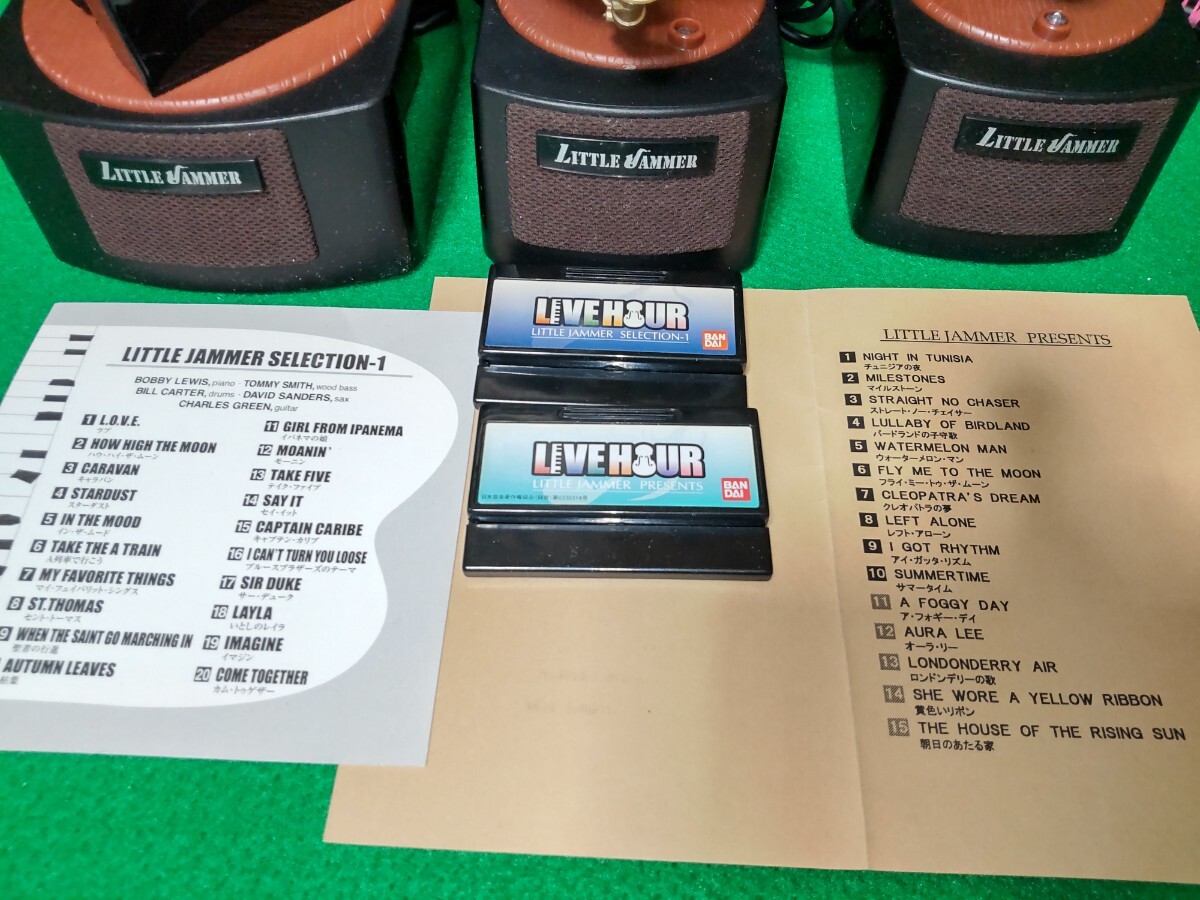 LITTLE JAMMER
LITTLE JAMMER
LITTLE JAMMER
LIVE HOUR
LITTLE JAMMER SELECTION-1
BAN
DAI
LIVE HOUR
LITTLE JAMMER PRESENTS
BAN
DAI
LITTLE JAMMER SELECTION-1
BOBBY LEWIS, piano · TOMMY SMITH, wood bass
BILL CARTER, drums · DAVID SANDERS, sax
CHARLES GREEN, guitar
1 L.O.V.E.
ラブ
2 HOW HIGH THE MOON
ハウ・ハイ・ザ・ムーン
3 CARAVAN
キャラバン
4 STARDUST
スターダスト
5 IN THE MOOD
イン・ザ・ムード
6 TAKE THE A TRAIN
A列車で行こう
7 MY FAVORITE THINGS
マイ・フェイバリット・シングス
8 ST.THOMAS
セント・トーマス
9 WHEN THE SAINT GO MARCHING IN
聖者の行進
AUTUMN LEAVES
枯葉
11 GIRL FROM IPANEMA
イパネマの娘
12 MOANIN'
モーニン
13 TAKE FIVE
テイク・ファイブ
14 SAY IT
セイ・イット
15 CAPTAIN CARIBE
キャプテン・カリブ
16 I CAN'T TURN YOU LOOSE
ブルースブラザーズのテーマ
17 SIR DUKE
サー・デューク
18 LAYLA
いとしのレイラ
19 IMAGINE
イマジン
20 COME TOGETHER
カム・トゥゲザー
LITTLE JAMMER PRESENTS
1 NIGHT IN TUNISIA
チュニジアの夜
2 MILESTONES
マイルストーン
3 STRAIGHT NO CHASER
ストレート・ノー・チェイサー
4 LULLABY OF BIRDLAND
バードランドの子守歌
5 WATERMELON MAN
ウォーターメロン・マン
6 FLY ME TO THE MOON
フライ・ミー・トゥ・ザ・ムーン
7 CLEOPATRA'S DREAM
クレオパトラの夢
8 LEFT ALONE
レフト・アローン
9 I GOT RHYTHM
アイ・ガッタ・リズム
10 SUMMERTIME
サマータイム
11 A FOGGY DAY
ア・フォギー・デイ
12 AURA LEE
オーラ・リー
13 LONDONDERRY AIR
ロンドンデリーの歌
14 SHE WORE A YELLOW RIBBON
黄色いリボン
15 THE HOUSE OF THE RISING SUN
朝日のあたる家